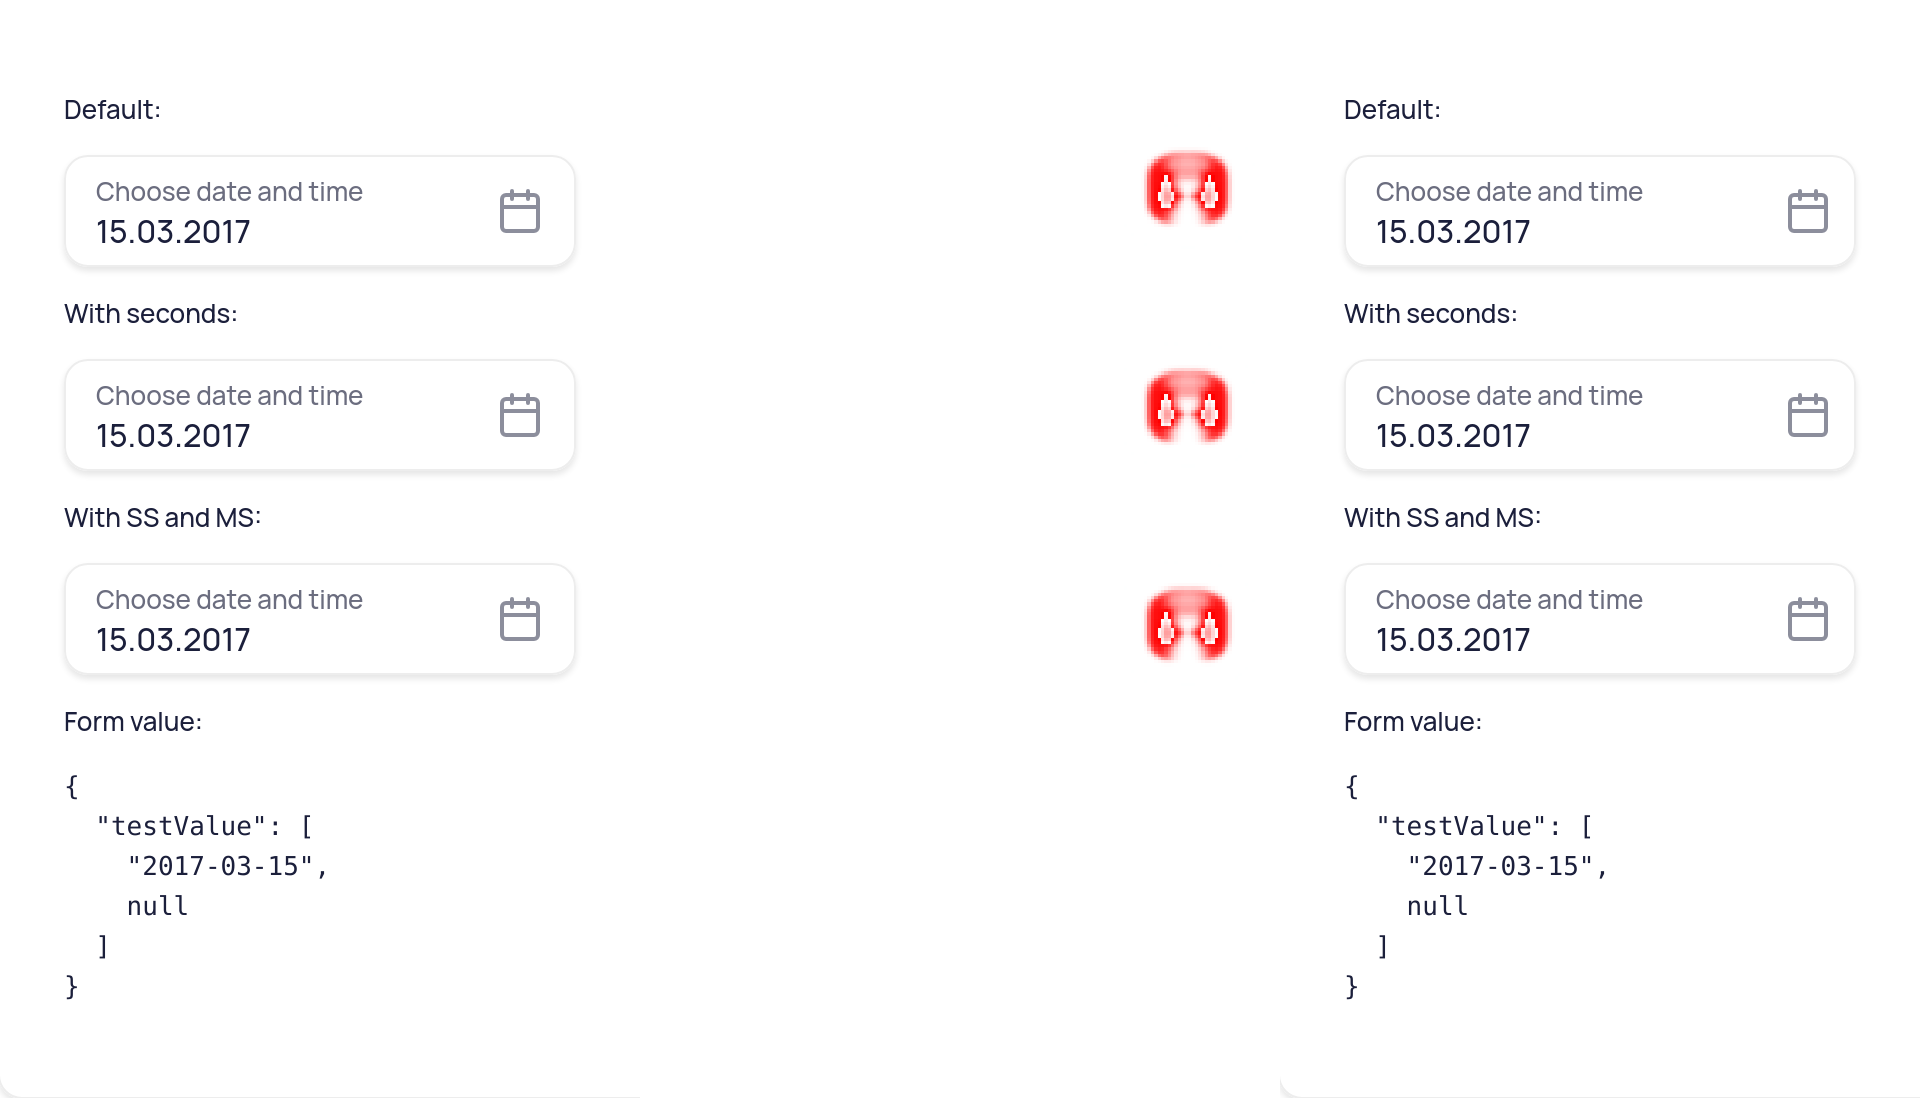 Default:
Choose date and time
15.03.2017
With seconds:
Choose date and time
15.03.2017
With SS and MS:
Choose date and time
15.03.2017
Form value:
{
  "testValue": [
    "2017-03-15",
    null
  ]
}
Default:
Choose date and time
15.03.2017
With seconds:
Choose date and time
15.03.2017
With SS and MS:
Choose date and time
15.03.2017
Form value:
{
  "testValue": [
    "2017-03-15",
    null
  ]
}